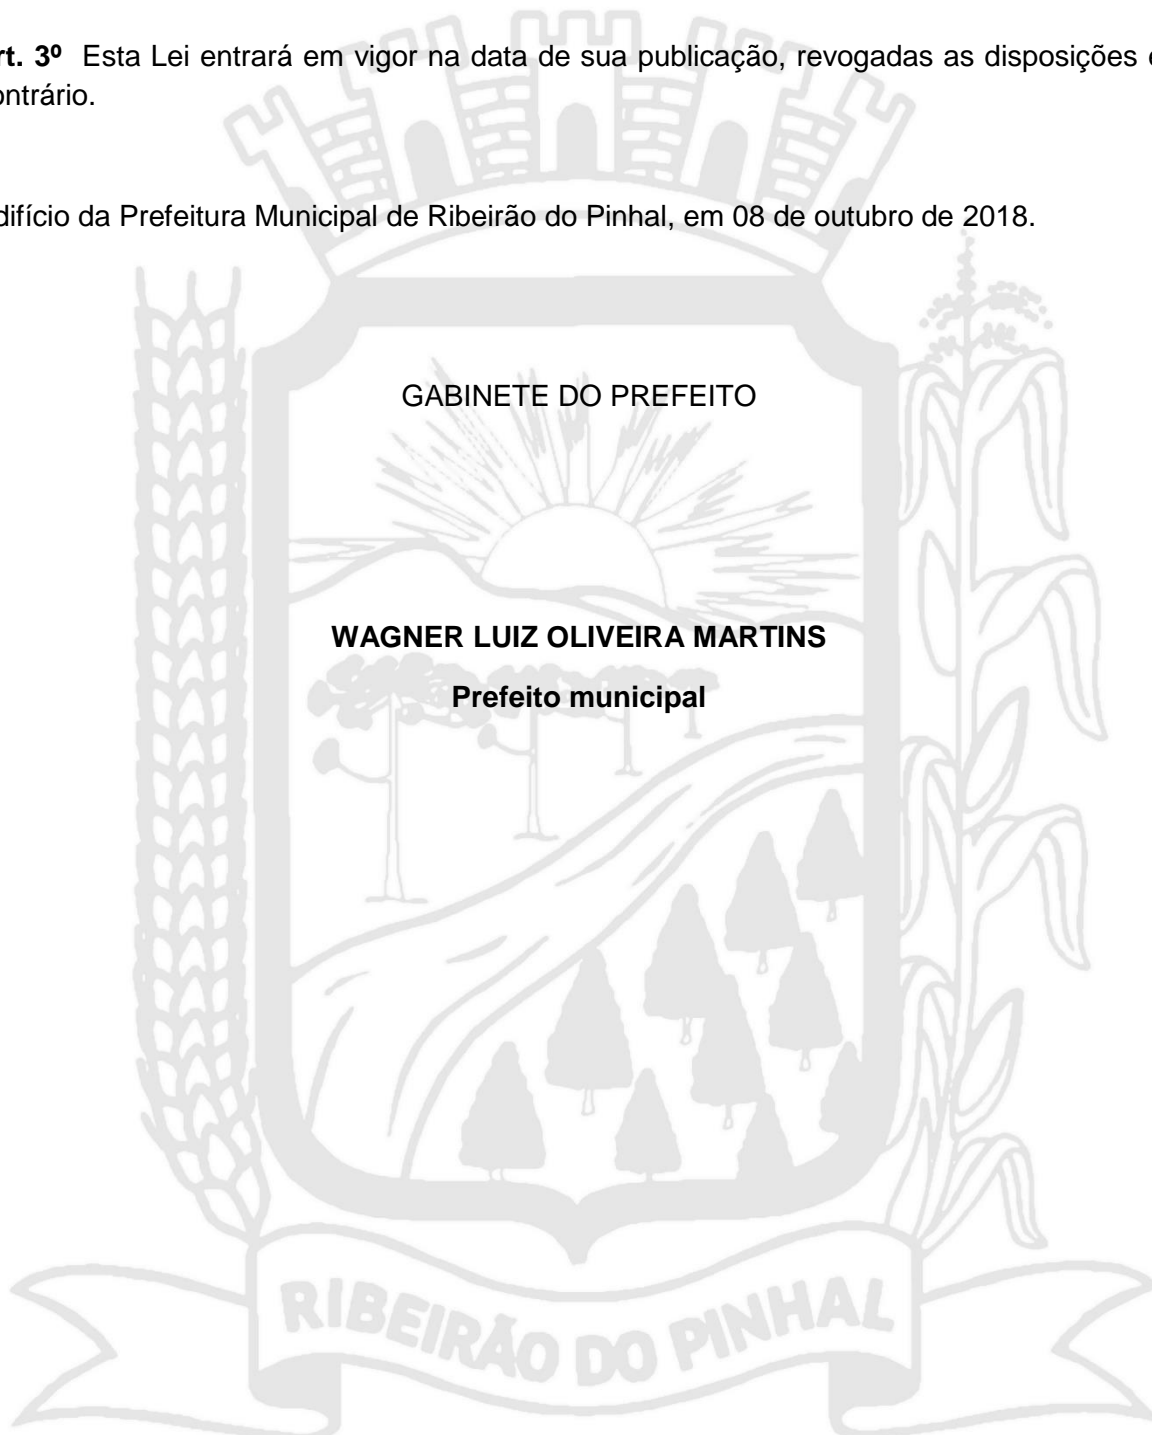 rt. 3º Esta Lei entrará em vigor na data de sua publicação, revogadas as disposições
ontrário.
difício da Prefeitura Municipal de Ribeirão do Pinhal, em 08 de outubro de 2018.
GABINETE DO PREFEITO
WAGNER LUIZ OLIVEIRA MARTINS
Prefeito municipal
RIBEIRÃO DO PINHAL